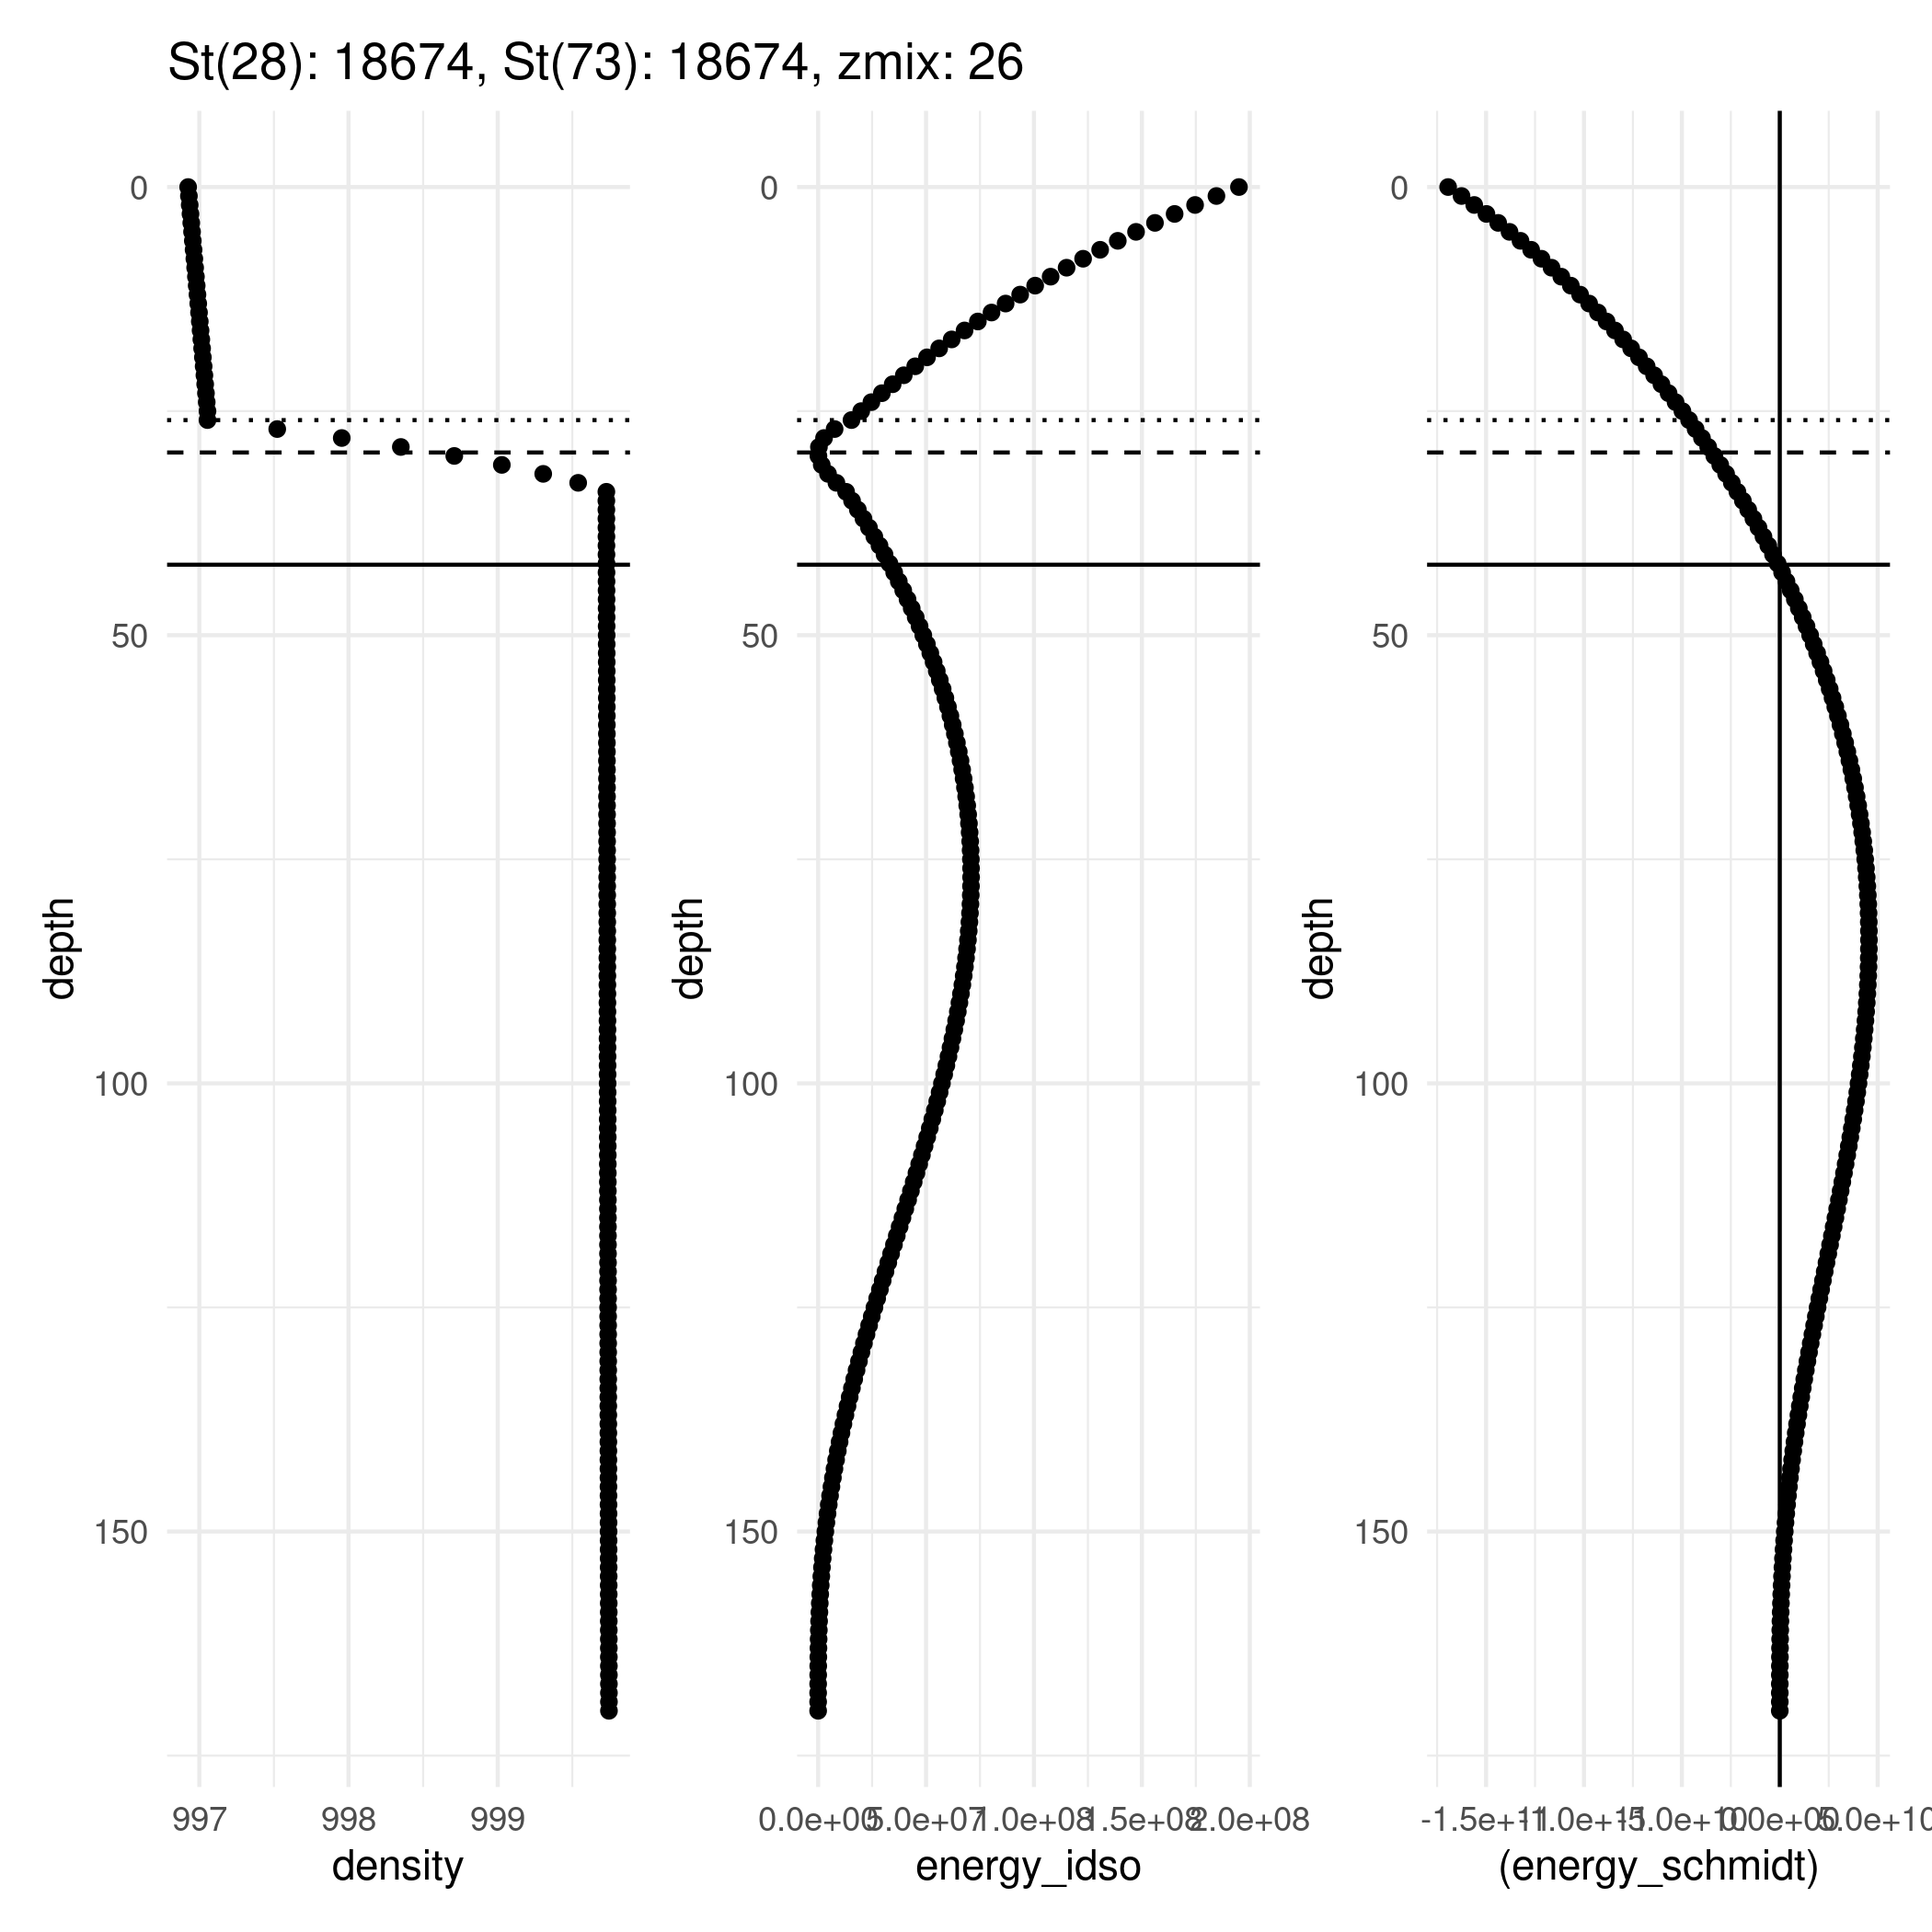 St(28): 18674, St(73): 18674, zmix: 26
0
50
100
150
depth
997 998 999
density
0
50
100
150
depth
0.0e+00 5.0e+07 1.0e+08 1.5e+08 2.0e+08
energy_idso
0
50
100
150
depth
-1.5e+11 -1.0e+11 -5.0e+10 0.0e+00 5.0e+10
(energy_schmidt)